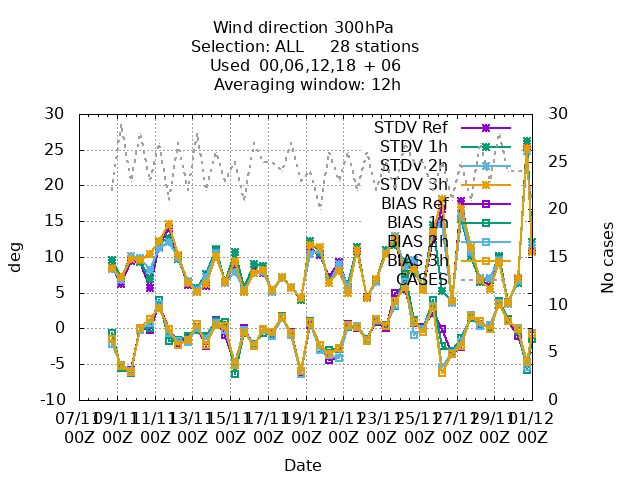 Wind direction 300hPa
Selection: ALL 28 stations
Used 00,06,12,18 + 06
Averaging window: 12h
30 30
25 25
20 20
15 15
10 10
5 5
0 0
-5
-10
STDV Ref
STDV 1h
STDV 2h
STDV 3h
BIAS Ref
BIAS 1h
BIAS 2h
BIAS 3h
CASES
deg
No cases
07/11 09/11 11/11 13/11 15/11 17/11 19/11 21/11 23/11 25/11 27/11 29/11 01/12
00Z 00Z 00Z 00Z 00Z 00Z 00Z 00Z 00Z 00Z 00Z 00Z 00Z
Date